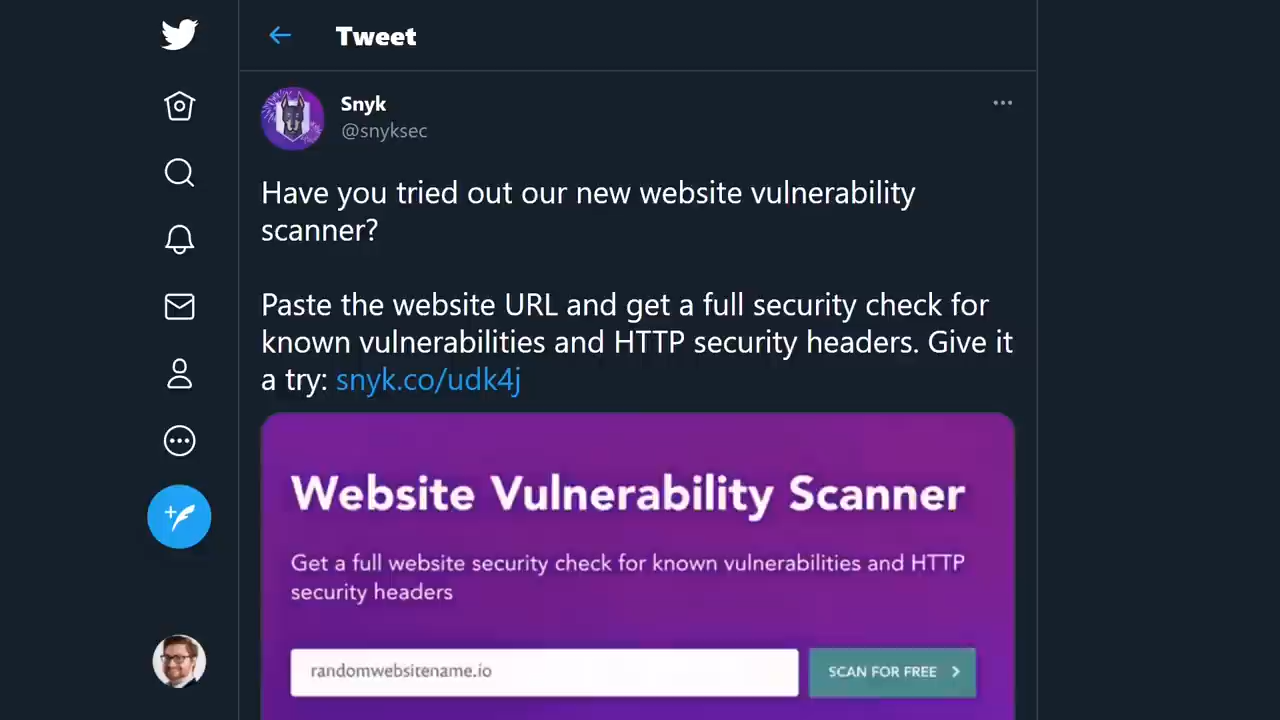 Tweet
Snyk
@snyksec
Have you tried out our new website vulnerability
scanner?
Paste the website URL and get a full security check for
known vulnerabilities and HTTP security headers. Give it
a try: snyk.co/udk4j
Website Vulnerability Scanner
Get a full website security check for known vulnerabilities and HTTP
security headers
randomwebsitename.io
SCAN FOR FREE